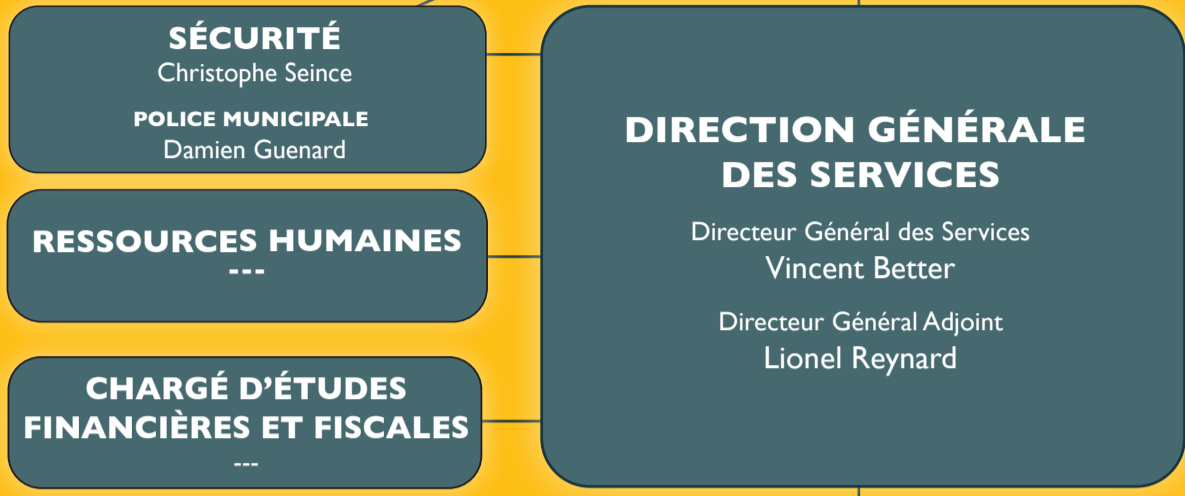 SÉCURITÉ
Christophe Seince
POLICE MUNICIPALE
Damien Guenard
RESSOURCES HUMAINES
---
CHARGÉ D’ÉTUDES
FINANCIÈRES ET FISCALES
---
DIRECTION GÉNÉRALE
DES SERVICES
Directeur Général des Services
Vincent Better
Directeur Général Adjoint
Lionel Reynard